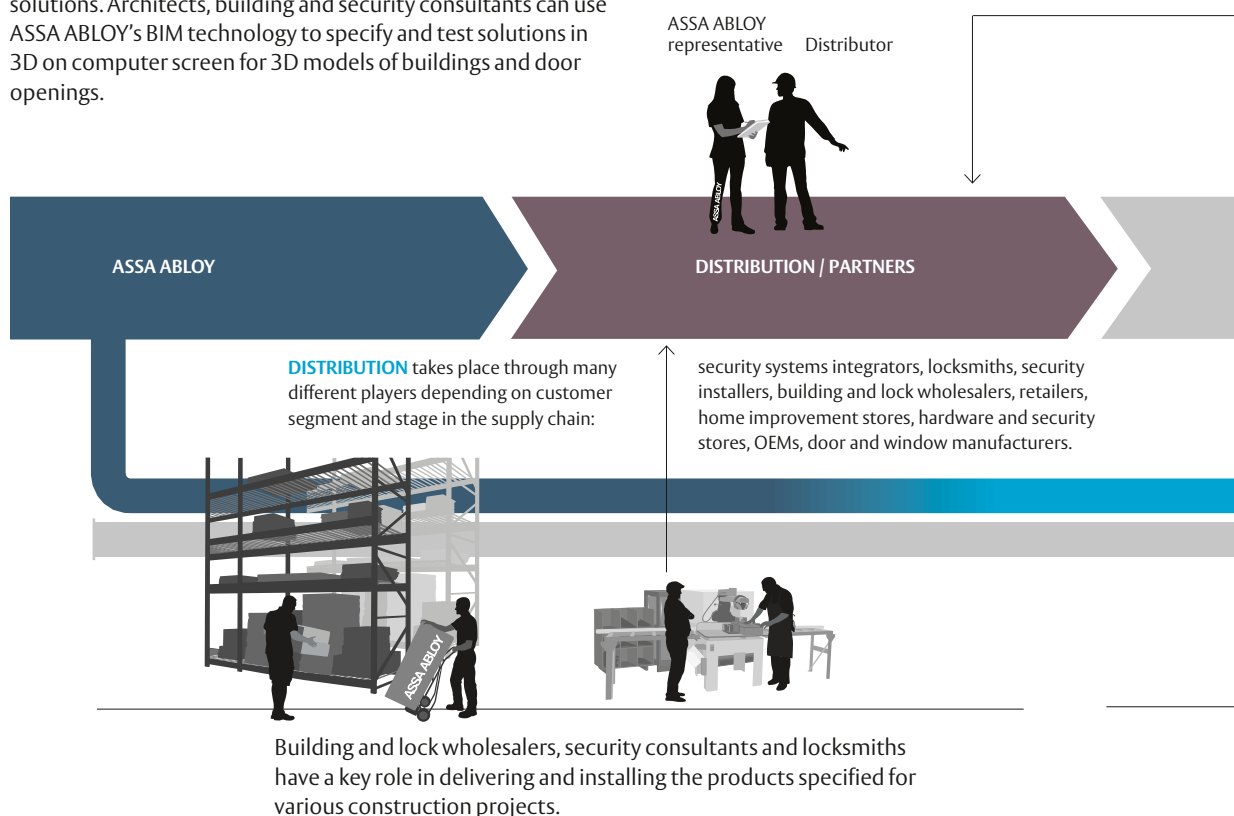 solutions. Architects, building and security consultants can use
ASSA ABLOY’s BIM technology to specify and test solutions in
3D on computer screen for 3D models of buildings and door
openings.
ASSA ABLOY
representative Distributor
ASSA ABLOY
ASSA ABLOY
DISTRIBUTION / PARTNERS
DISTRIBUTION takes place through many
different players depending on customer
segment and stage in the supply chain:
security systems integrators, locksmiths, security
installers, building and lock wholesalers, retailers,
home improvement stores, hardware and security
stores, OEMs, door and window manufacturers.
ASSA ABLOY
Building and lock wholesalers, security consultants and locksmiths
have a key role in delivering and installing the products specified for
various construction projects.